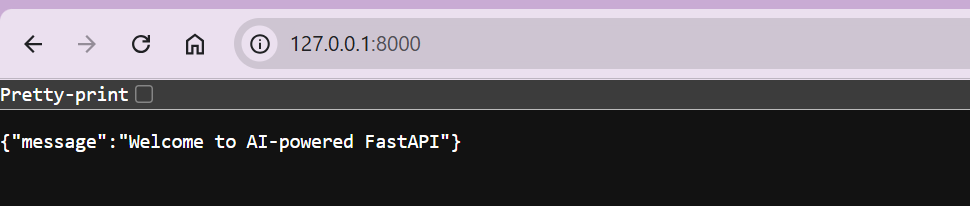 127.0.0.1:8000
Pretty-print
{"message":"Welcome to AI-powered FastAPI"}